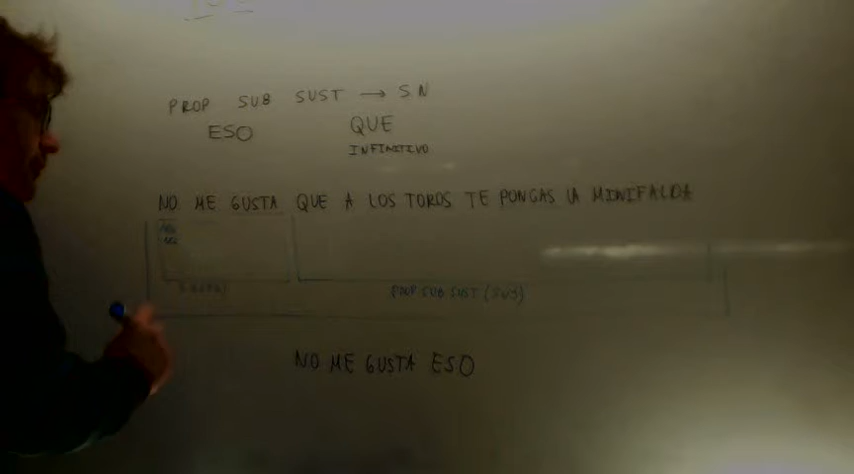 PROP SUB SUST → SN
ESO QUE
INFINITIVO
NO ME GUSTA QUE A LOS TOROS TE PONGAS LA MINIFALDA
PROP SUB SUST (SUJ)
NO ME GUSTA ESO